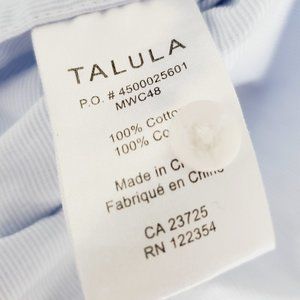 TALULA
P.O. # 4500025601
MWC48
100% Cotto
100% Co
Made in C
Fabriqué en Chine
CA 23725
RN 122354